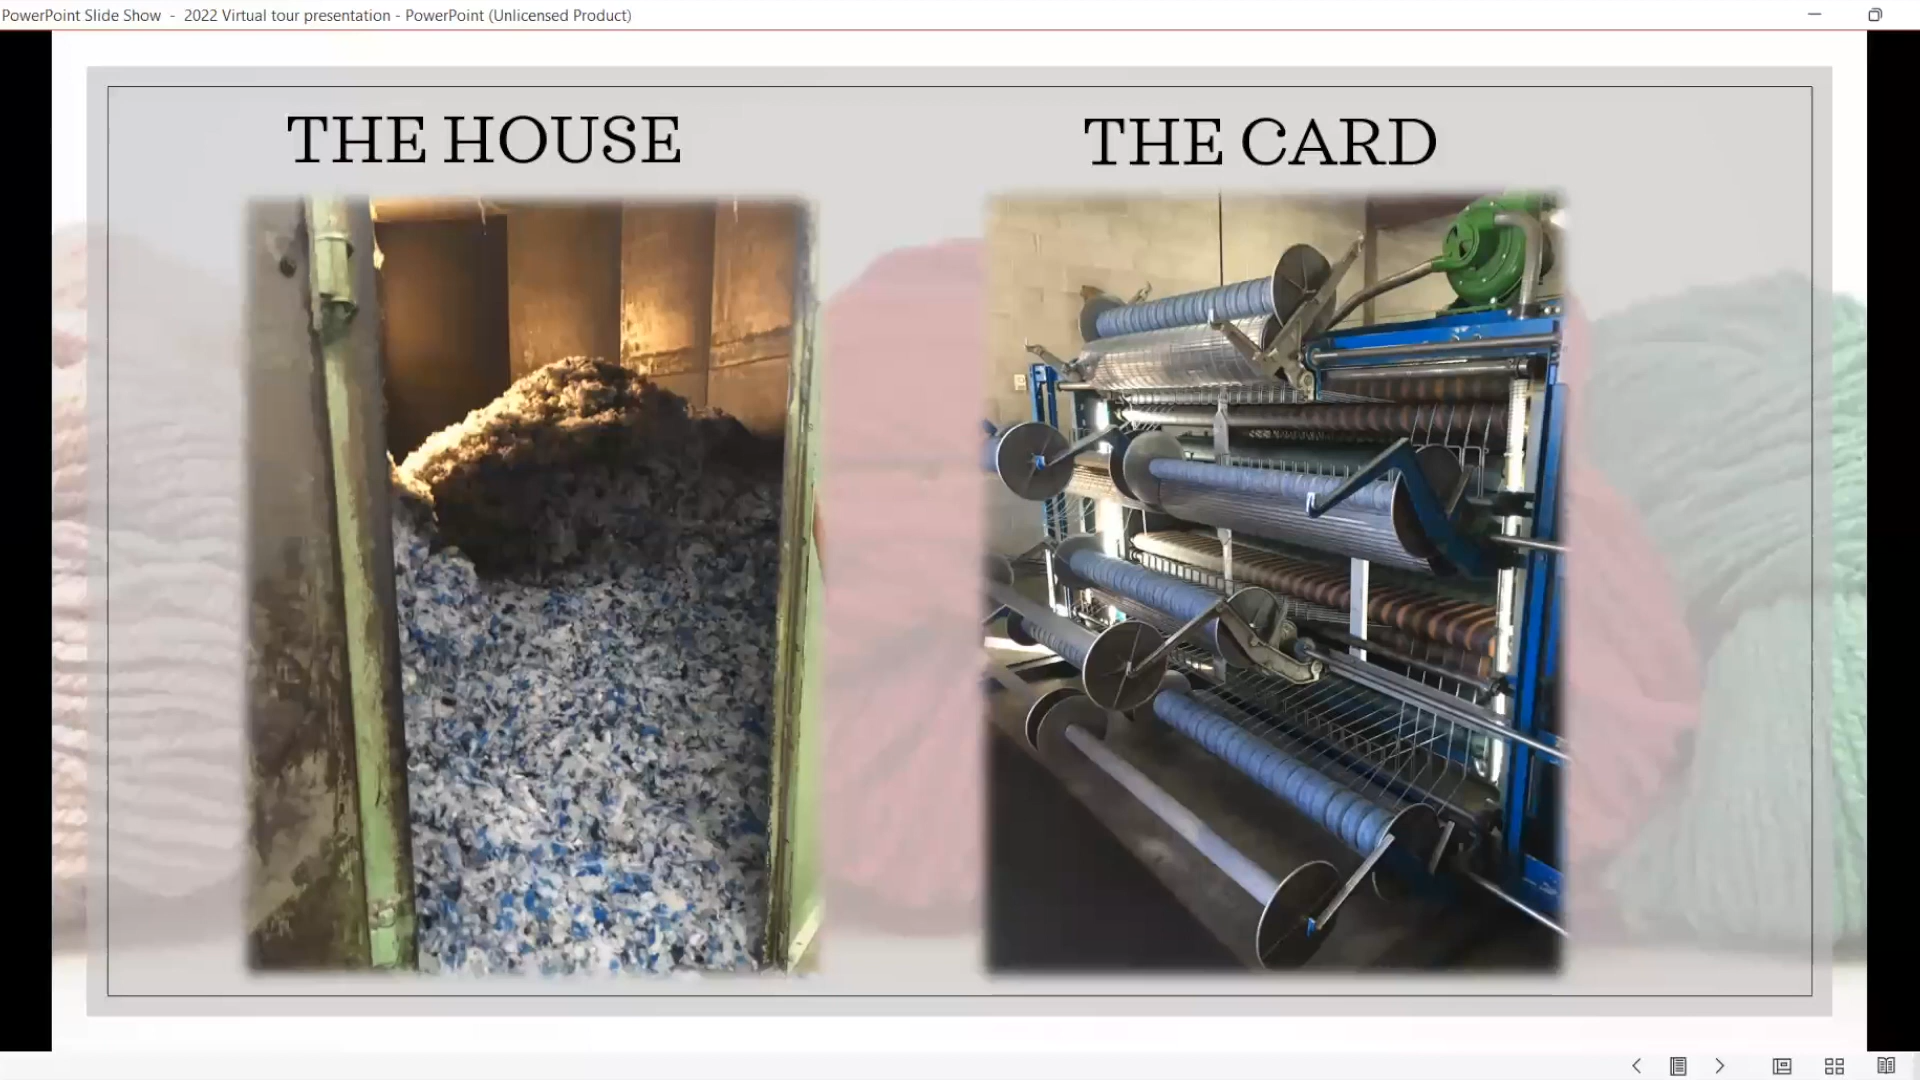 PowerPoint Slide Show - 2022 Virtual tour presentation - PowerPoint (Unlicensed Product)
THE HOUSE
THE CARD